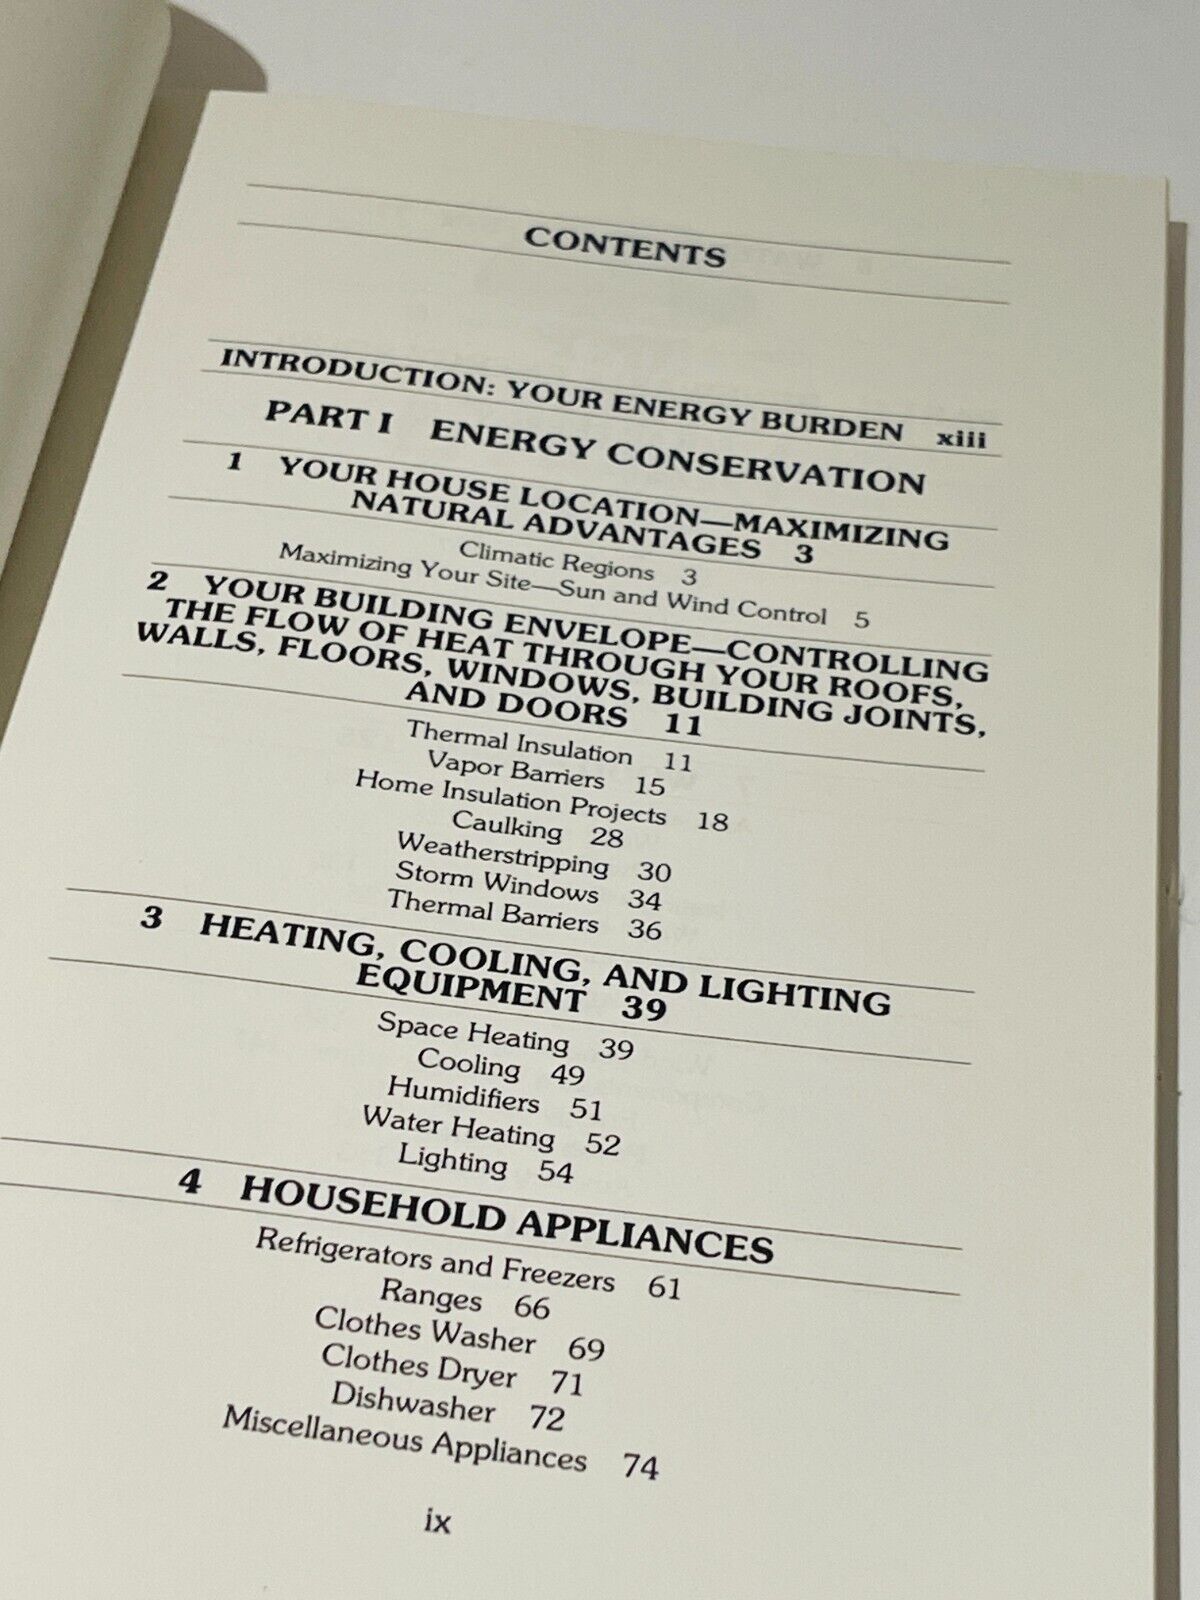 CONTENTS
INTRODUCTION: YOUR ENERGY BURDEN xiii
PART I ENERGY CONSERVATION
1 YOUR HOUSE LOCATION—MAXIMIZING
NATURAL ADVANTAGES 3
Climatic Regions 3
Maximizing Your Site—Sun and Wind Control 5
2 YOUR BUILDING ENVELOPE—CONTROLLING
THE FLOW OF HEAT THROUGH YOUR ROOFS,
WALLS, FLOORS, WINDOWS, BUILDING JOINTS,
AND DOORS 11
Thermal Insulation 11
Vapor Barriers 15
Home Insulation Projects 18
Caulking 28
Weatherstripping 30
Storm Windows 34
Thermal Barriers 36
3 HEATING, COOLING, AND LIGHTING
EQUIPMENT 39
Space Heating 39
Cooling 49
Humidifiers 51
Water Heating 52
Lighting 54
4 HOUSEHOLD APPLIANCES
Refrigerators and Freezers 61
Ranges 66
Clothes Washer 69
Clothes Dryer 71
Dishwasher 72
Miscellaneous Appliances 74
ix